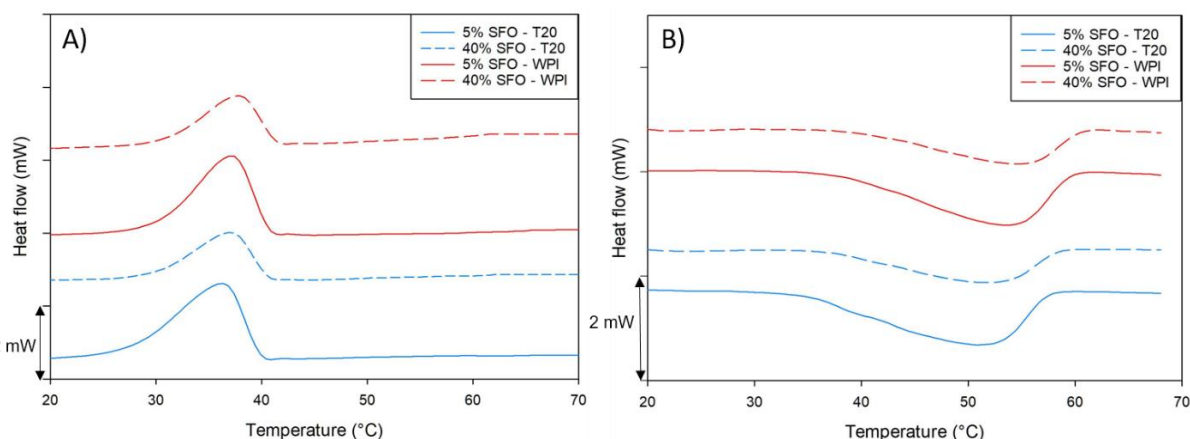 A)
5% SFO - T20
40% SFO - T20
5% SFO - WPI
40% SFO - WPI
Heat flow (mW)
mW
20 30 40 50 60 70
Temperature (°C)
B)
5% SFO - T20
40% SFO - T20
5% SFO - WPI
40% SFO - WPI
Heat flow (mW)
2 mW
20 30 40 50 60 70
Temperature (°C)